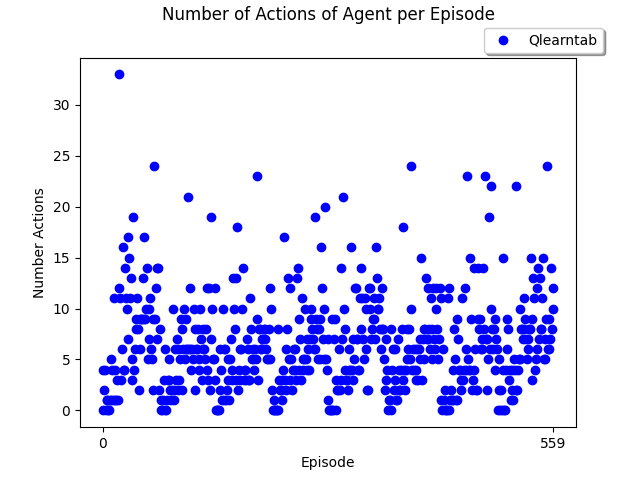 Number of Actions of Agent per Episode
Qlearntab
Number Actions
30
25
20
15
10
5
0
0
559
Episode